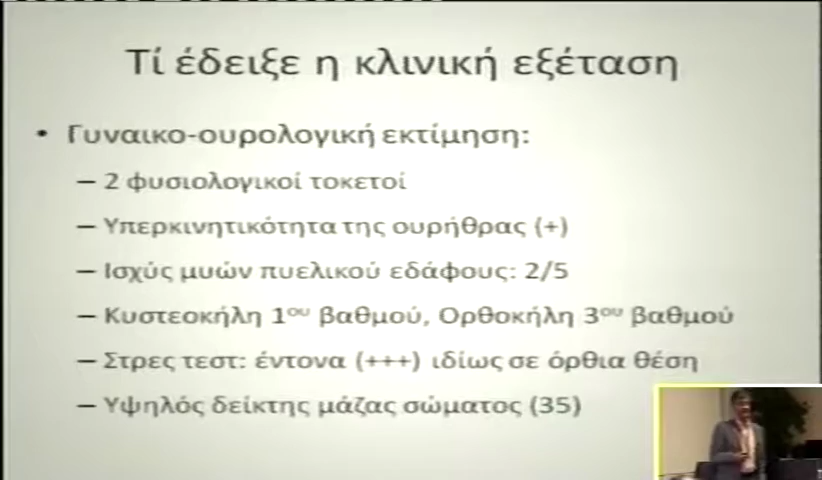 Τί έδειξε η κλινική εξέταση
• Γυναικο-ουρολογική εκτίμηση:
– 2 φυσιολογικοί τοκετοί
– Υπερκινητικότητα της ουρήθρας (+)
– Ισχύς μυών πυελικού εδάφους: 2/5
– Κυστεοκήλη 1ου βαθμού, Ορθοκήλη 3ου βαθμού
– Στρες τεστ: έντονα (+++) ιδίως σε όρθια θέση
– Υψηλός δείκτης μάζας σώματος (35)